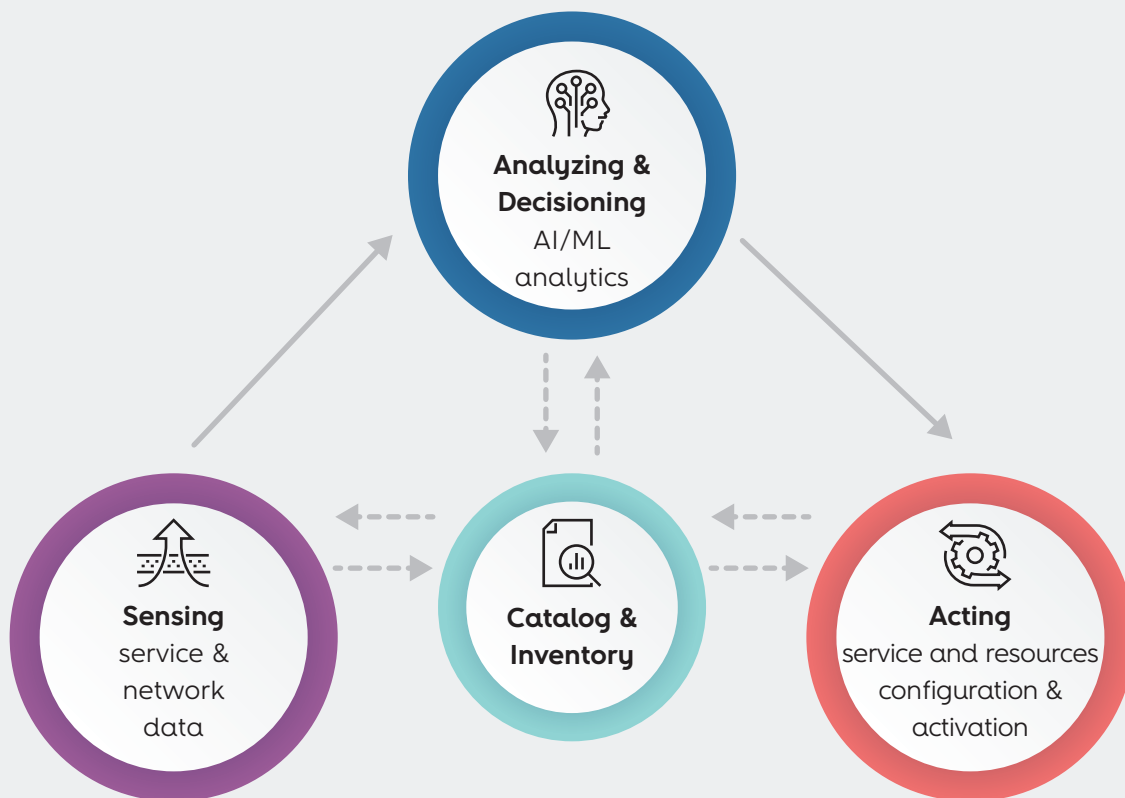 Analyzing &
Decisioning
AI/ML
analytics
Sensing
service &
network
data
Catalog &
Inventory
Acting
service and resources
configuration &
activation